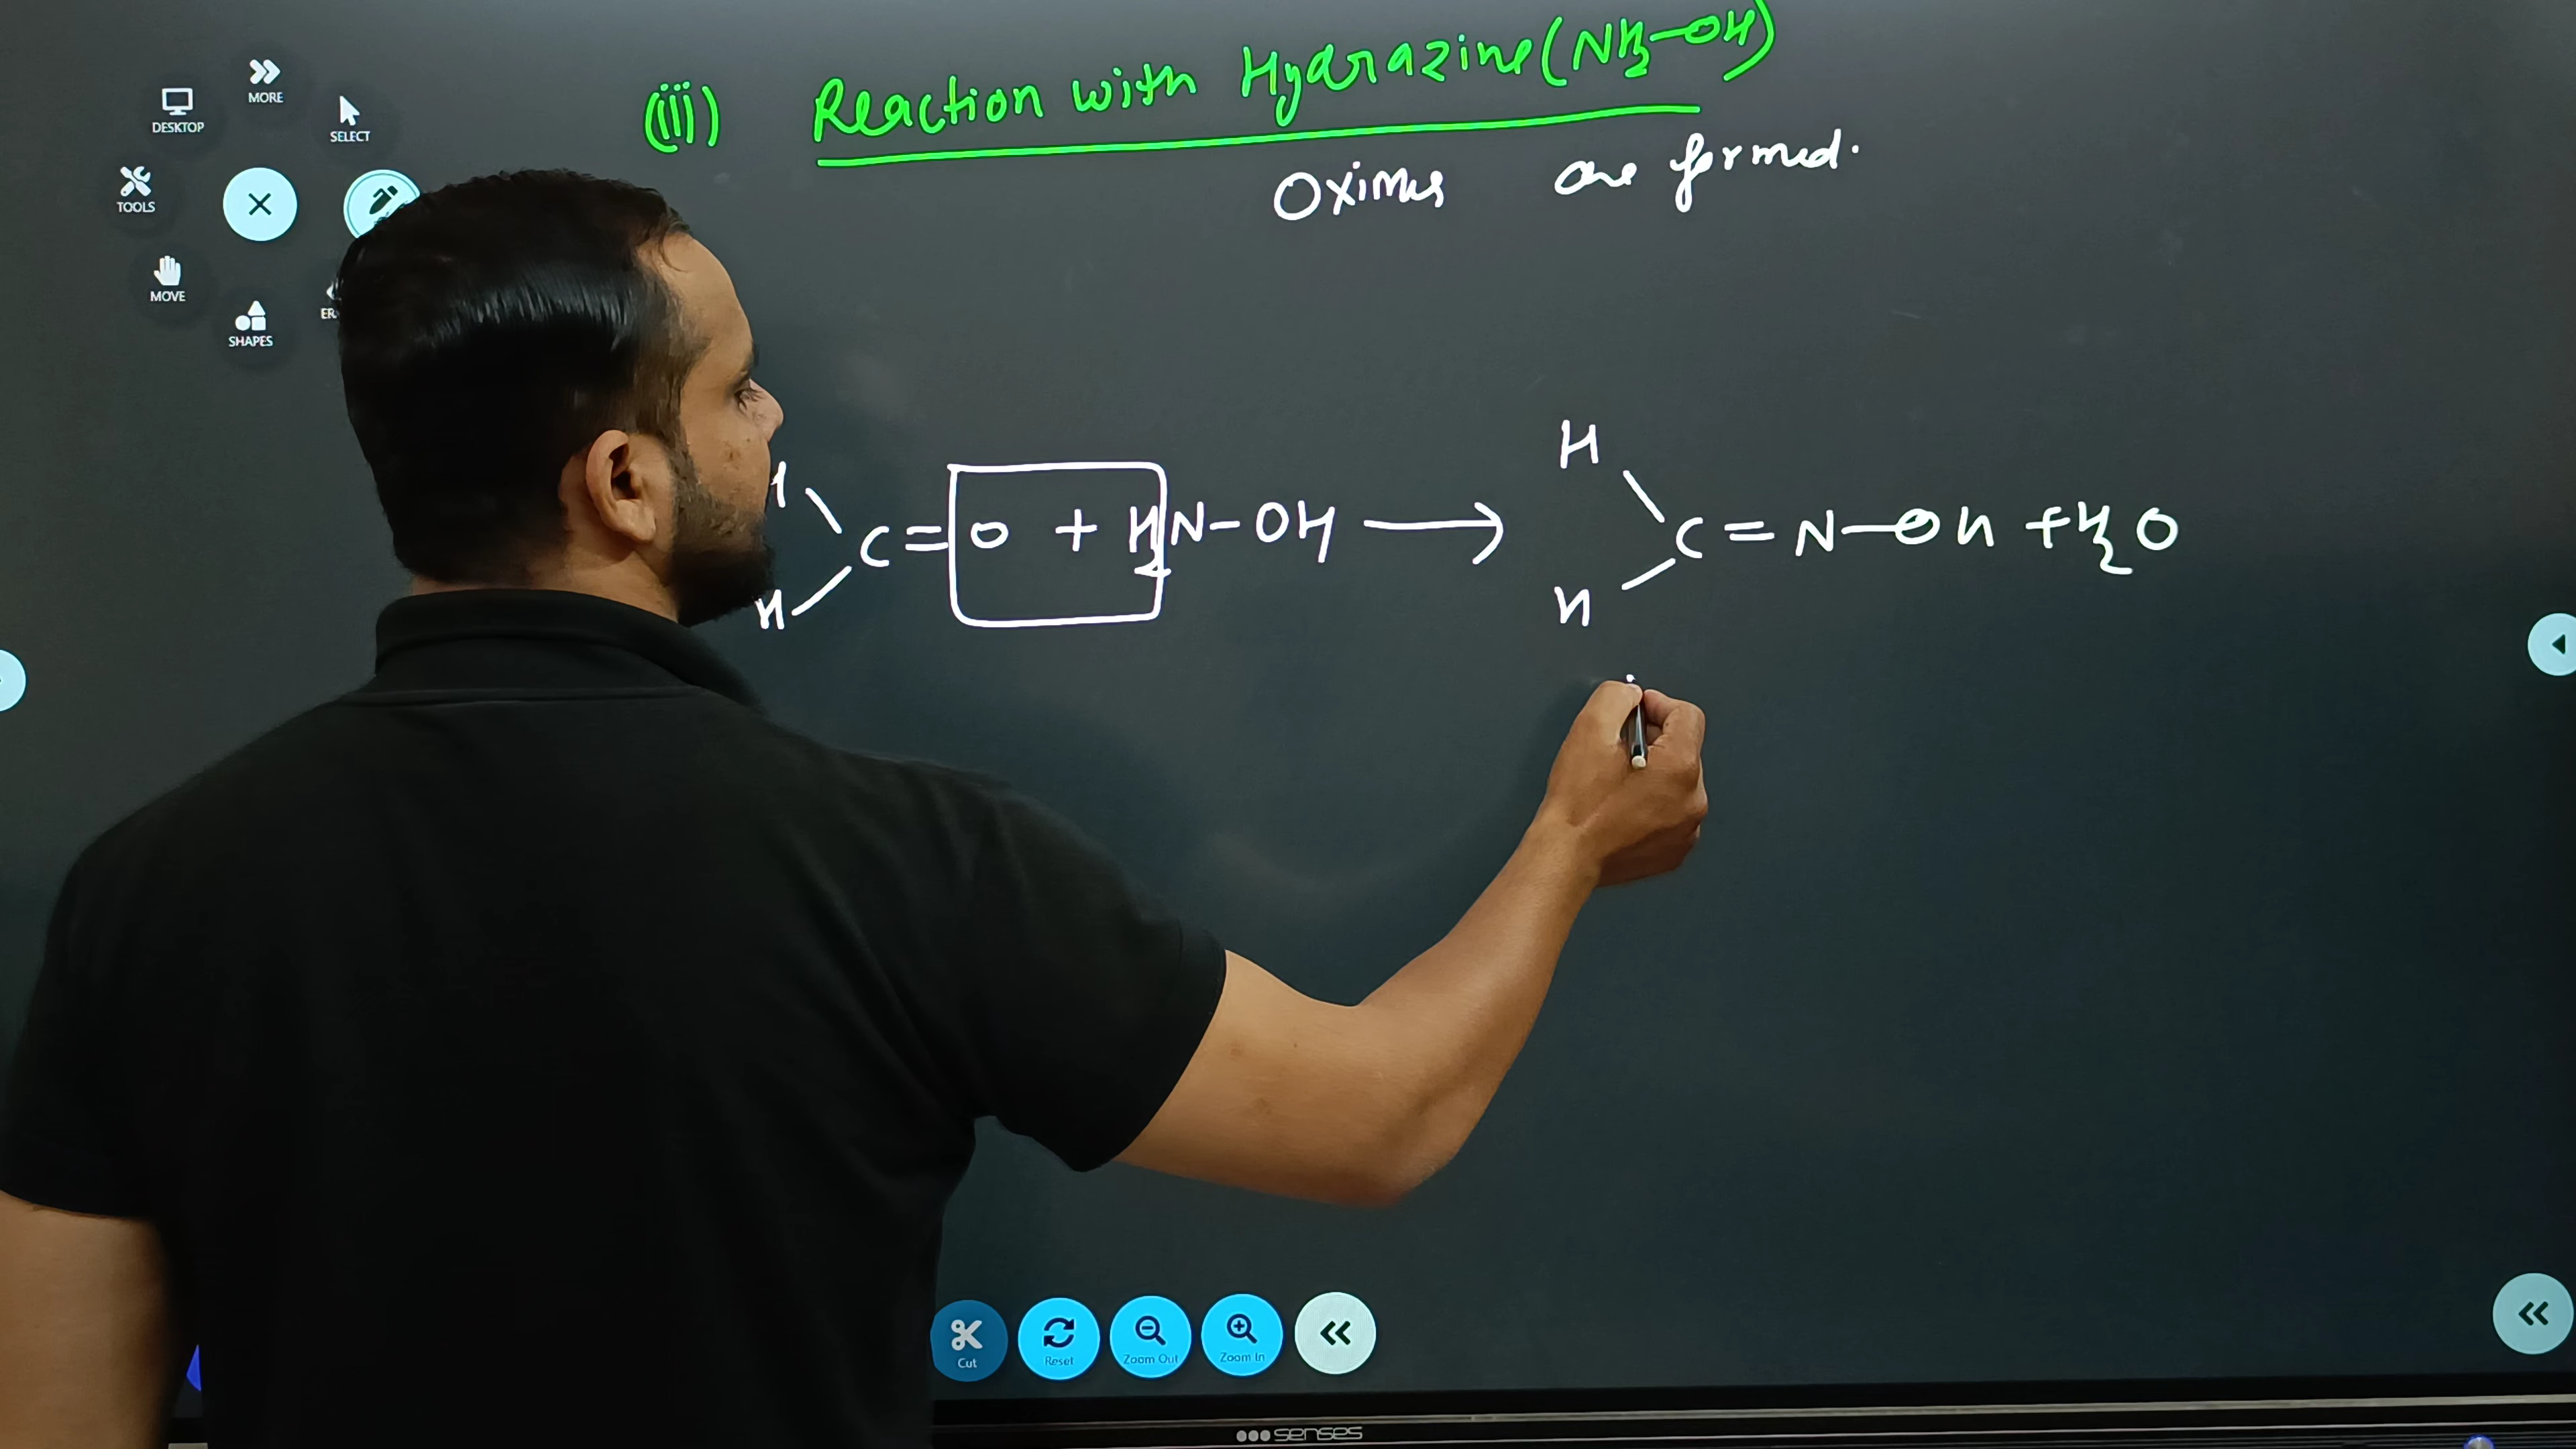 MORE
DESKTOP
SELECT
TOOLS
MOVE
SHAPES
(iii) Reaction with Hydrazine (NH2-OH)
Oximes are formed.
H
H
C=O + H2N-OH → C=N-OH + H2O
H
H
Cut
Reset
Zoom Out
Zoom In
senses